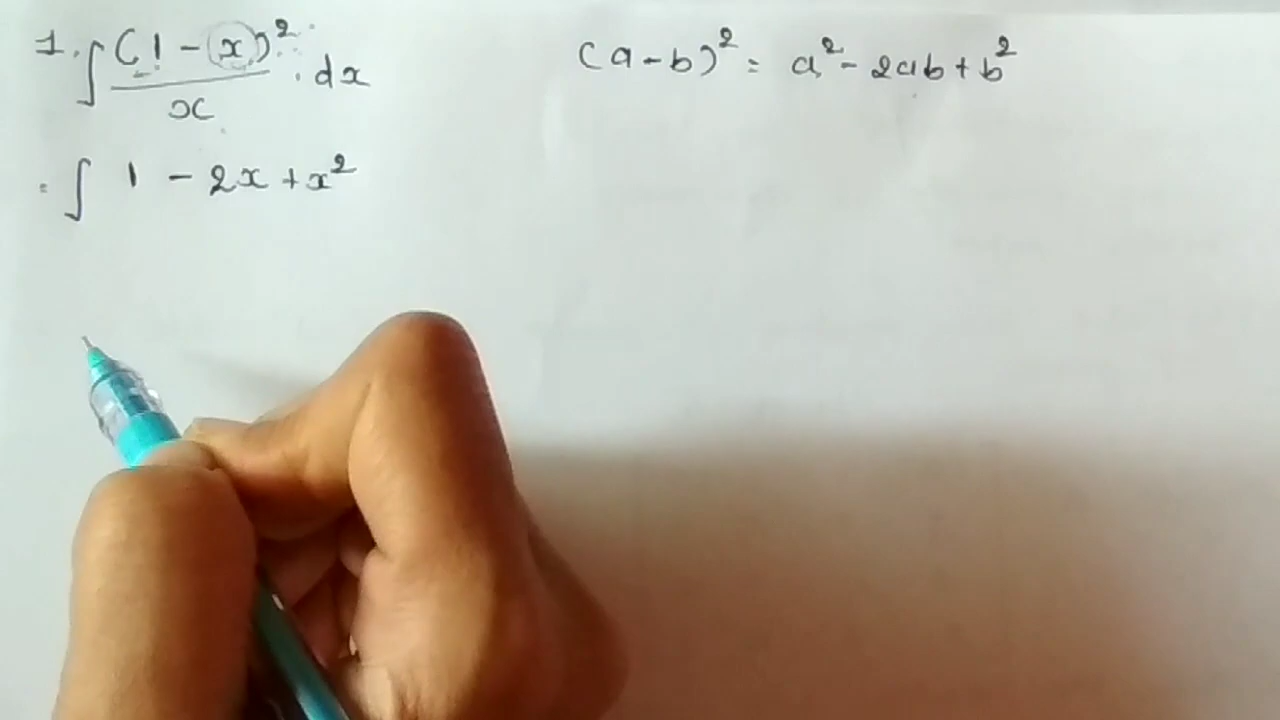 1. ∫ (1 - x)² / x . dx
(a - b)² = a² - 2ab + b²
= ∫ 1 - 2x + x²